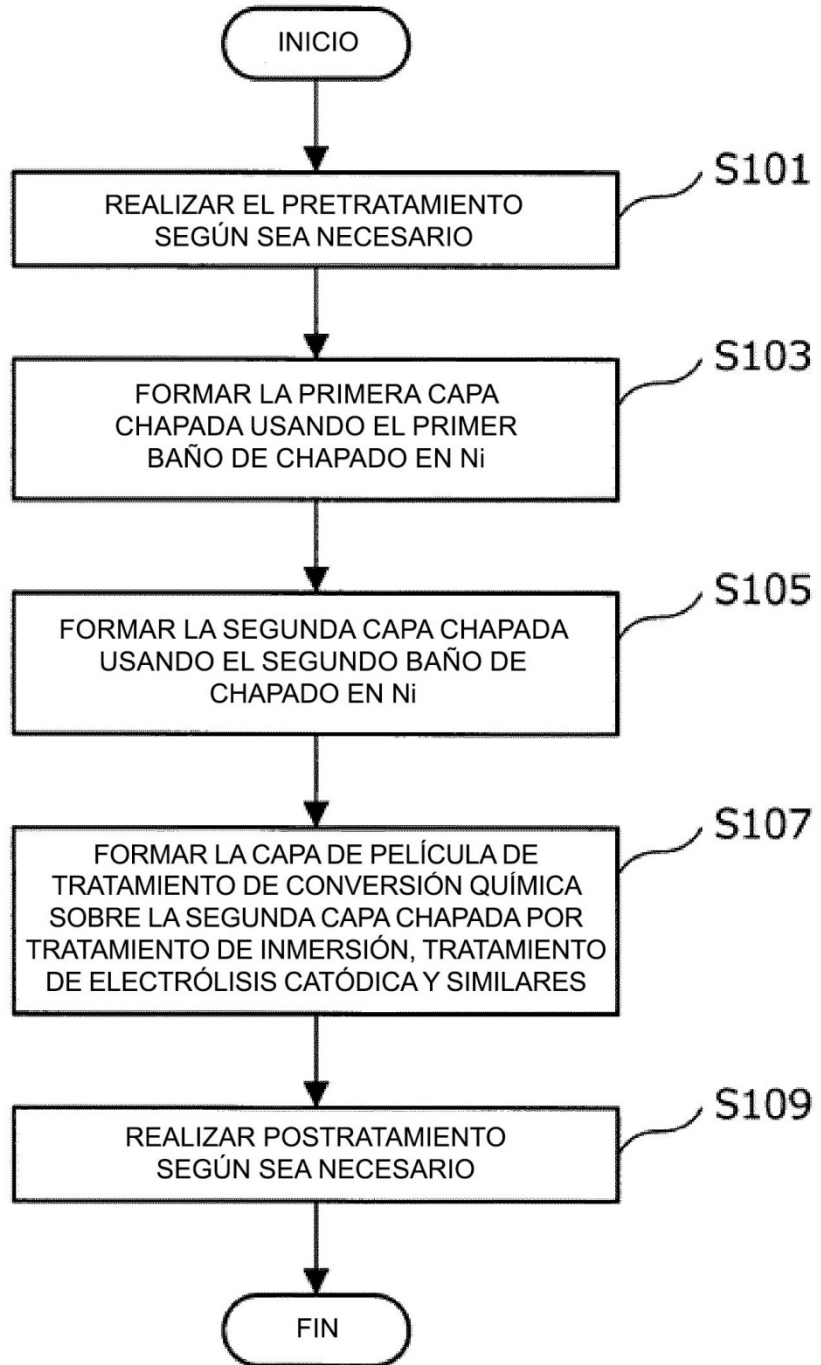 INICIO
S101
REALIZAR EL PRETRATAMIENTO
SEGÚN SEA NECESARIO
S103
FORMAR LA PRIMERA CAPA
CHAPADA USANDO EL PRIMER
BAÑO DE CHAPADO EN Ni
S105
FORMAR LA SEGUNDA CAPA CHAPADA
USANDO EL SEGUNDO BAÑO DE
CHAPADO EN Ni
S107
FORMAR LA CAPA DE PELÍCULA DE
TRATAMIENTO DE CONVERSIÓN QUÍMICA
SOBRE LA SEGUNDA CAPA CHAPADA POR
TRATAMIENTO DE INMERSIÓN, TRATAMIENTO
DE ELECTRÓLISIS CATÓDICA Y SIMILARES
S109
REALIZAR POSTRATAMIENTO
SEGÚN SEA NECESARIO
FIN